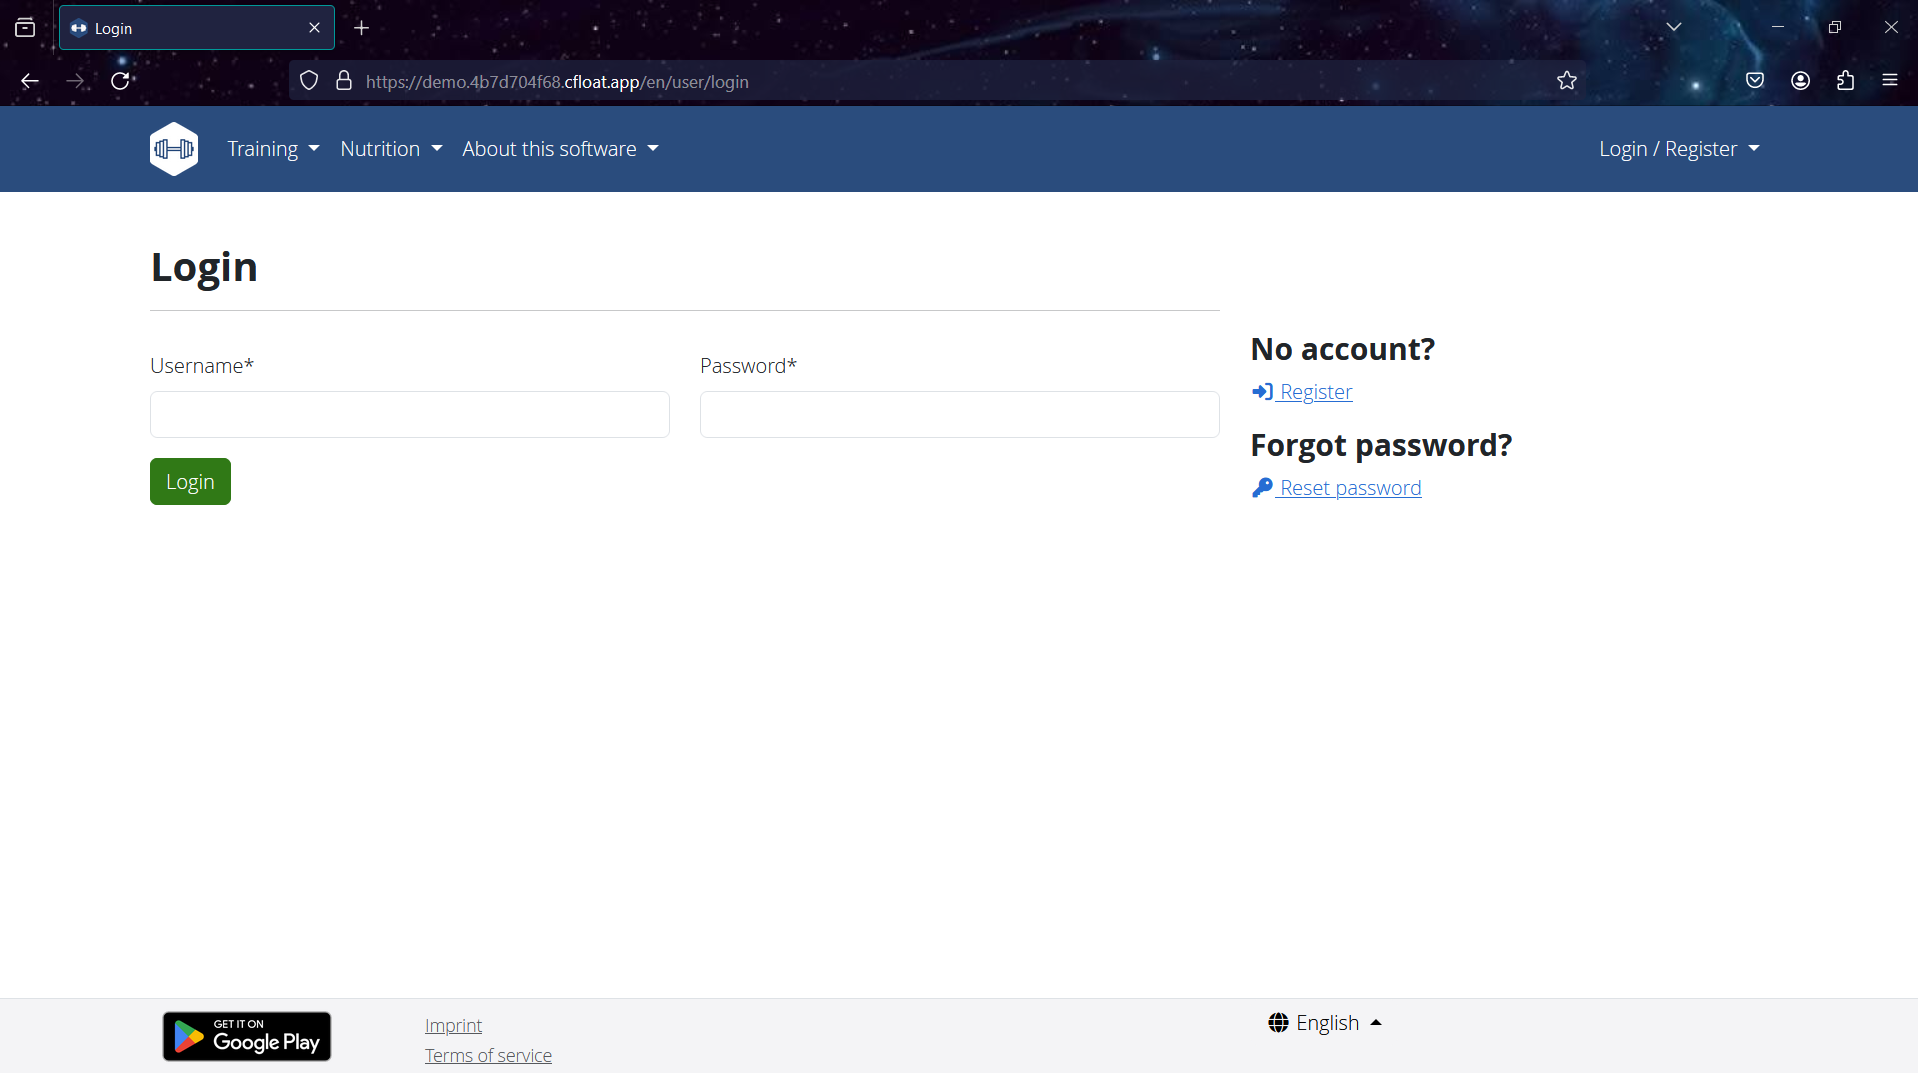 Login
https://demo.4b7d704f68.cfloat.app/en/user/login
Training Nutrition About this software Login / Register
Login
Username* Password*
Login
No account?
Register
Forgot password?
Reset password
GET IT ON
Google Play
Imprint
Terms of service
English